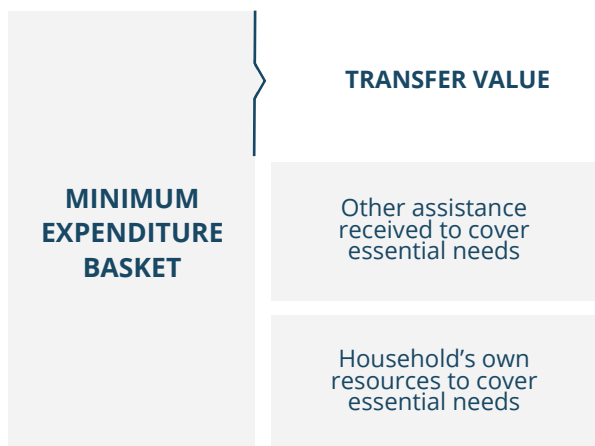 TRANSFER VALUE
MINIMUM
EXPENDITURE
BASKET
Other assistance
received to cover
essential needs
Household’s own
resources to cover
essential needs